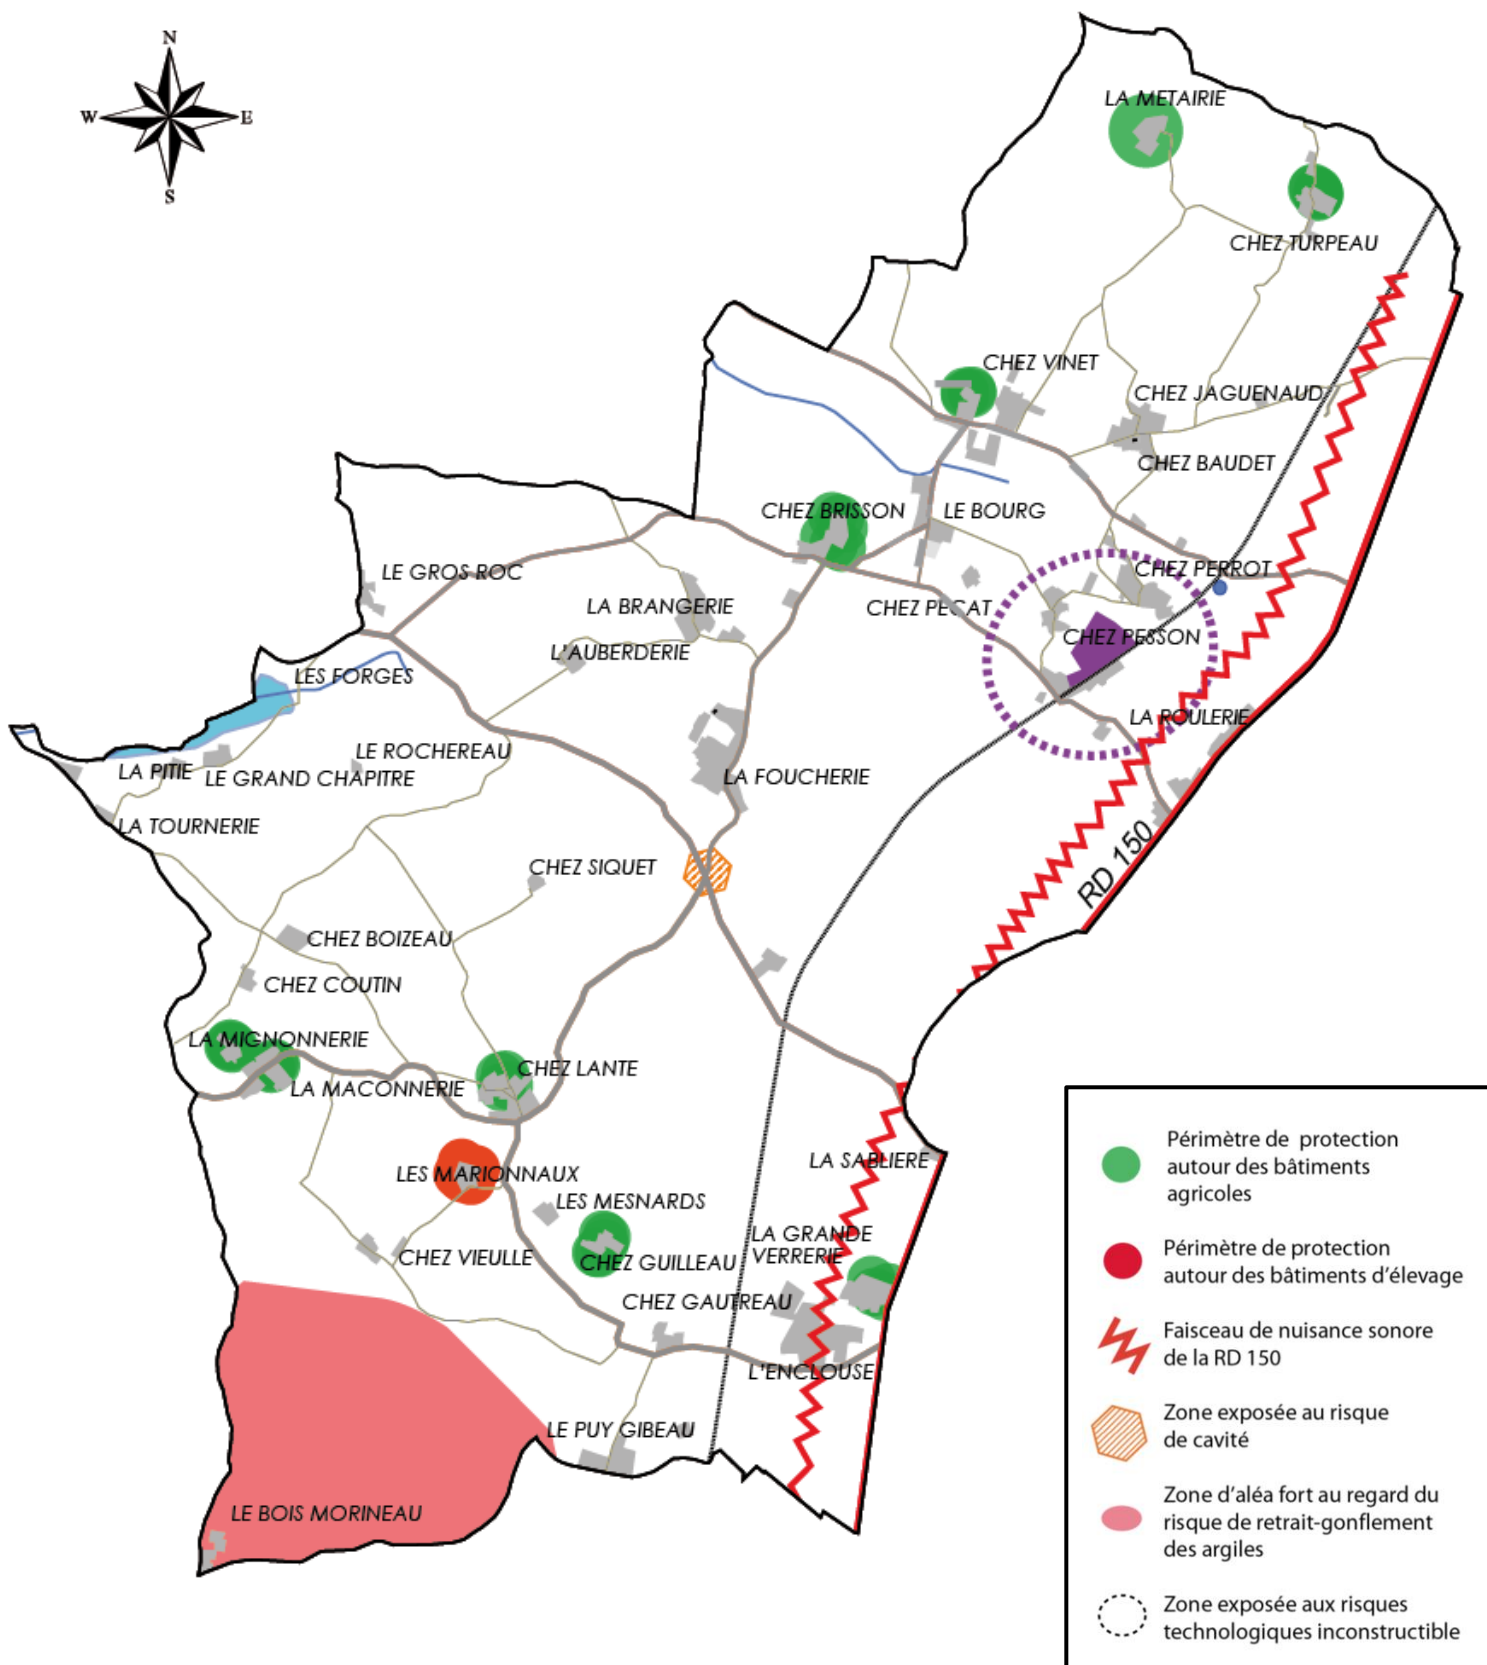 N
W
E
S
LA METAIRIE
CHEZ TURPEAU
CHEZ VINET
CHEZ JAGUENAUD
CHEZ BAUDET
CHEZ BRISSON
LE BOURG
LE GROS ROC
CHEZ PERROT
LA BRANGERIE
CHEZ PECAT
CHEZ PESSON
L'AUBERDERIE
LES FORGES
LA ROULERIE
LE ROCHEREAU
LA PITIE
LE GRAND CHAPITRE
LA FOUCHERIE
LA TOURNERIE
CHEZ SIQUET
RD 150
CHEZ BOIZEAU
CHEZ COUTIN
LA MIGNONNERIE
CHEZ LANTE
LA MACONNERIE
LA SABLIERE
LES MARIONNAUX
LES MESNARDS
LA GRANDE
VERRERIE
CHEZ VIEULLE
CHEZ GUILLEAU
CHEZ GAUTREAU
L'ENCLOUSE
LE PUY GIBEAU
LE BOIS MORINEAU
Périmètre de protection
autour des bâtiments
agricoles
Périmètre de protection
autour des bâtiments d'élevage
Faisceau de nuisance sonore
de la RD 150
Zone exposée au risque
de cavité
Zone d'aléa fort au regard du
risque de retrait-gonflement
des argiles
Zone exposée aux risques
technologiques inconstructible